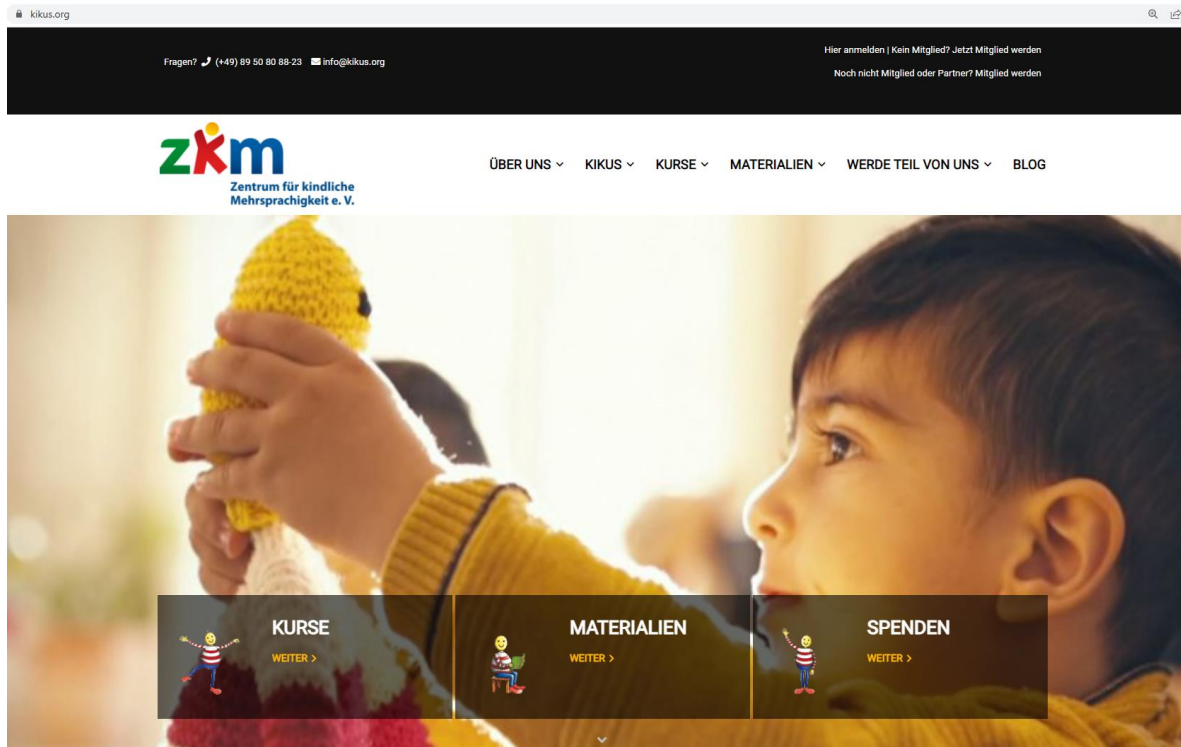 kikus.org
Hier anmelden | Kein Mitglied? Jetzt Mitglied werden
Fragen? (+49) 89 50 80 88-23 info@kikus.org
Noch nicht Mitglied oder Partner? Mitglied werden
zkm
Zentrum für kindliche
Mehrsprachigkeit e. V.
ÜBER UNS KIKUS KURSE MATERIALIEN WERDE TEIL VON UNS BLOG
KURSE
WEITER >
MATERIALIEN
WEITER >
SPENDEN
WEITER >